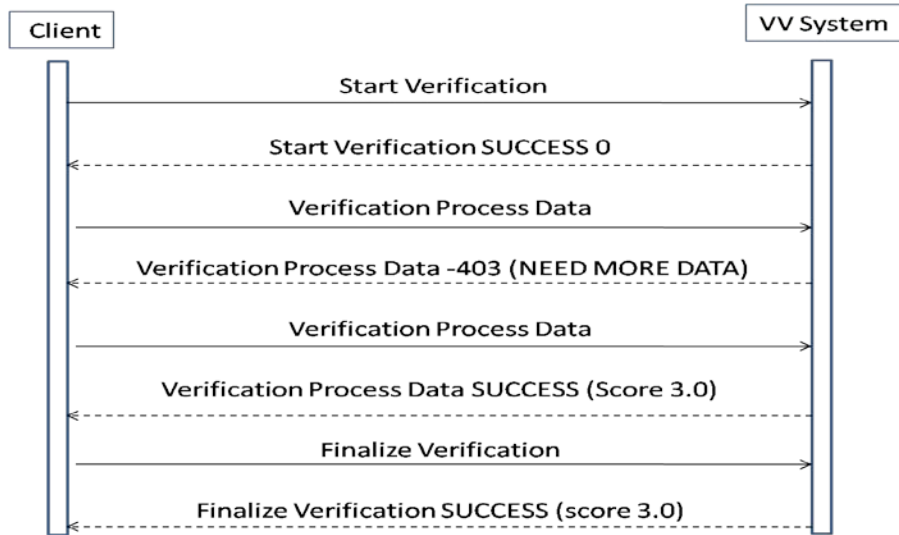 Client
VV System
Start Verification
Start Verification SUCCESS 0
Verification Process Data
Verification Process Data -403 (NEED MORE DATA)
Verification Process Data
Verification Process Data SUCCESS (Score 3.0)
Finalize Verification
Finalize Verification SUCCESS (score 3.0)